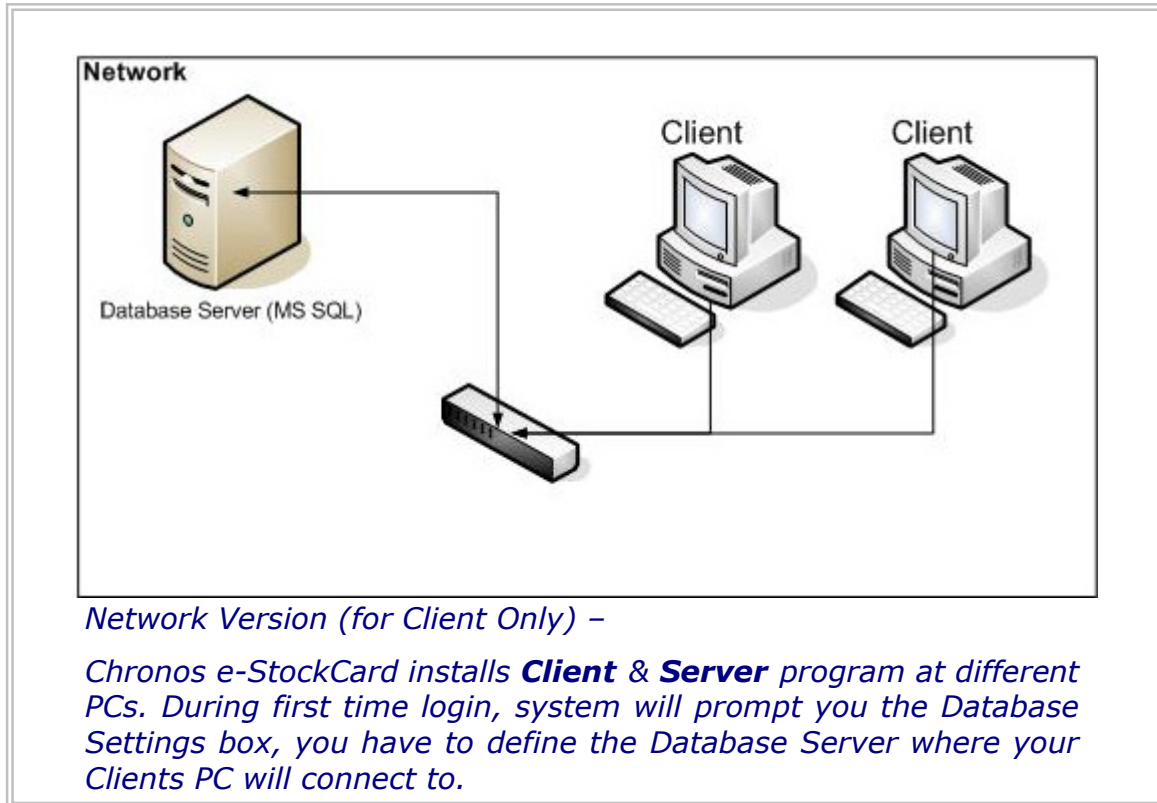 Network
Client Client
Database Server (MS SQL)
Network Version (for Client Only) –
Chronos e-StockCard installs Client & Server program at different
PCs. During first time login, system will prompt you the Database
Settings box, you have to define the Database Server where your
Clients PC will connect to.